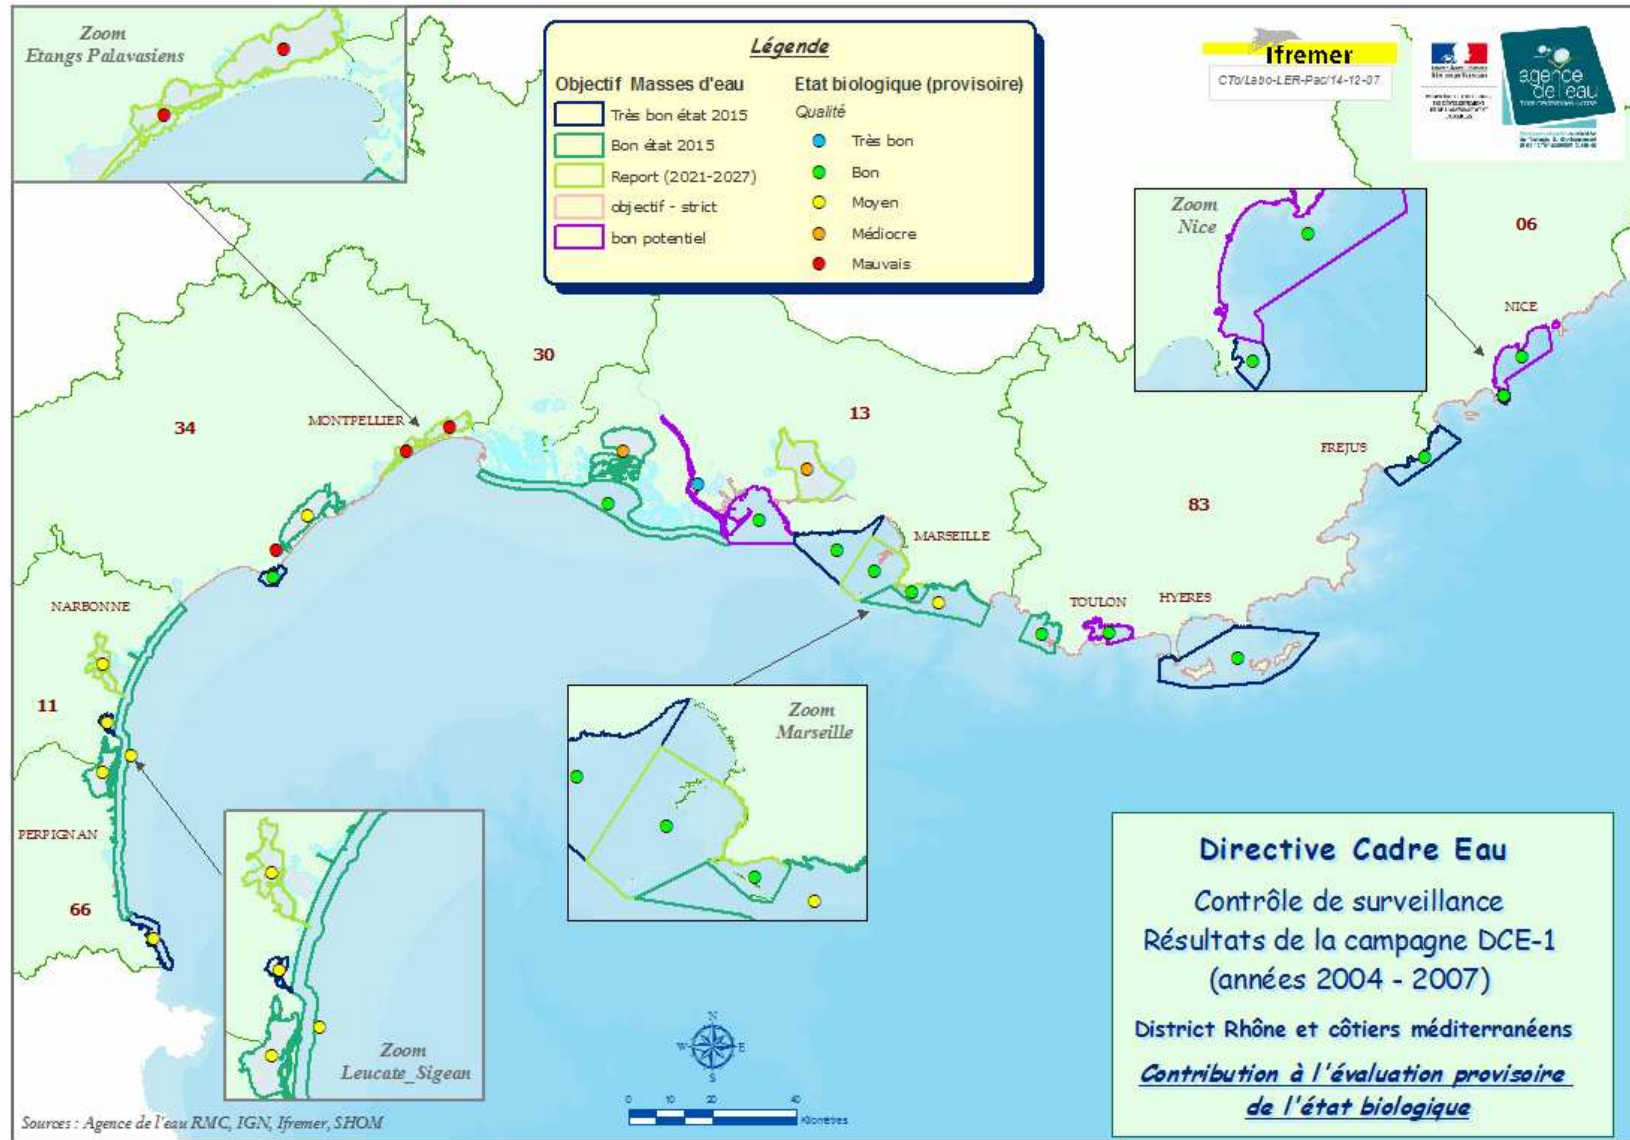 Zoom
Etangs Palavasiens
Légende
Objectif Masses d'eau
Très bon état 2015
Bon état 2015
Report (2021-2027)
objectif - strict
bon potentiel
Etat biologique (provisoire)
Qualité
Très bon
Bon
Moyen
Médiocre
Mauvais
Ifremer
CTo/Labo-LER-Pac/14-12-07
agence
de l'eau
Zoom
Nice
06
NICE
30
13
34
MONTPELLIER
FREJUS
83
MARSEILLE
NARBONNE
TOULON
HYERES
11
Zoom
Marseille
PERPIGNAN
66
Zoom
Leucate_Sigean
N
W
E
S
0 10 20 40
Kilomètres
Directive Cadre Eau
Contrôle de surveillance
Résultats de la campagne DCE-1
(années 2004 - 2007)
District Rhône et côtiers méditerranéens
Contribution à l'évaluation provisoire
de l'état biologique
Sources : Agence de l'eau RMC, IGN, Ifremer, SHOM